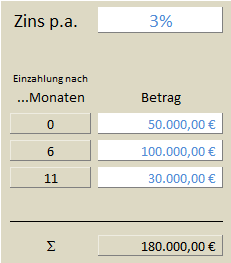 Zins p.a. 3%
Einzahlung nach
...Monaten Betrag
0 50.000,00 €
6 100.000,00 €
11 30.000,00 €
Σ 180.000,00 €